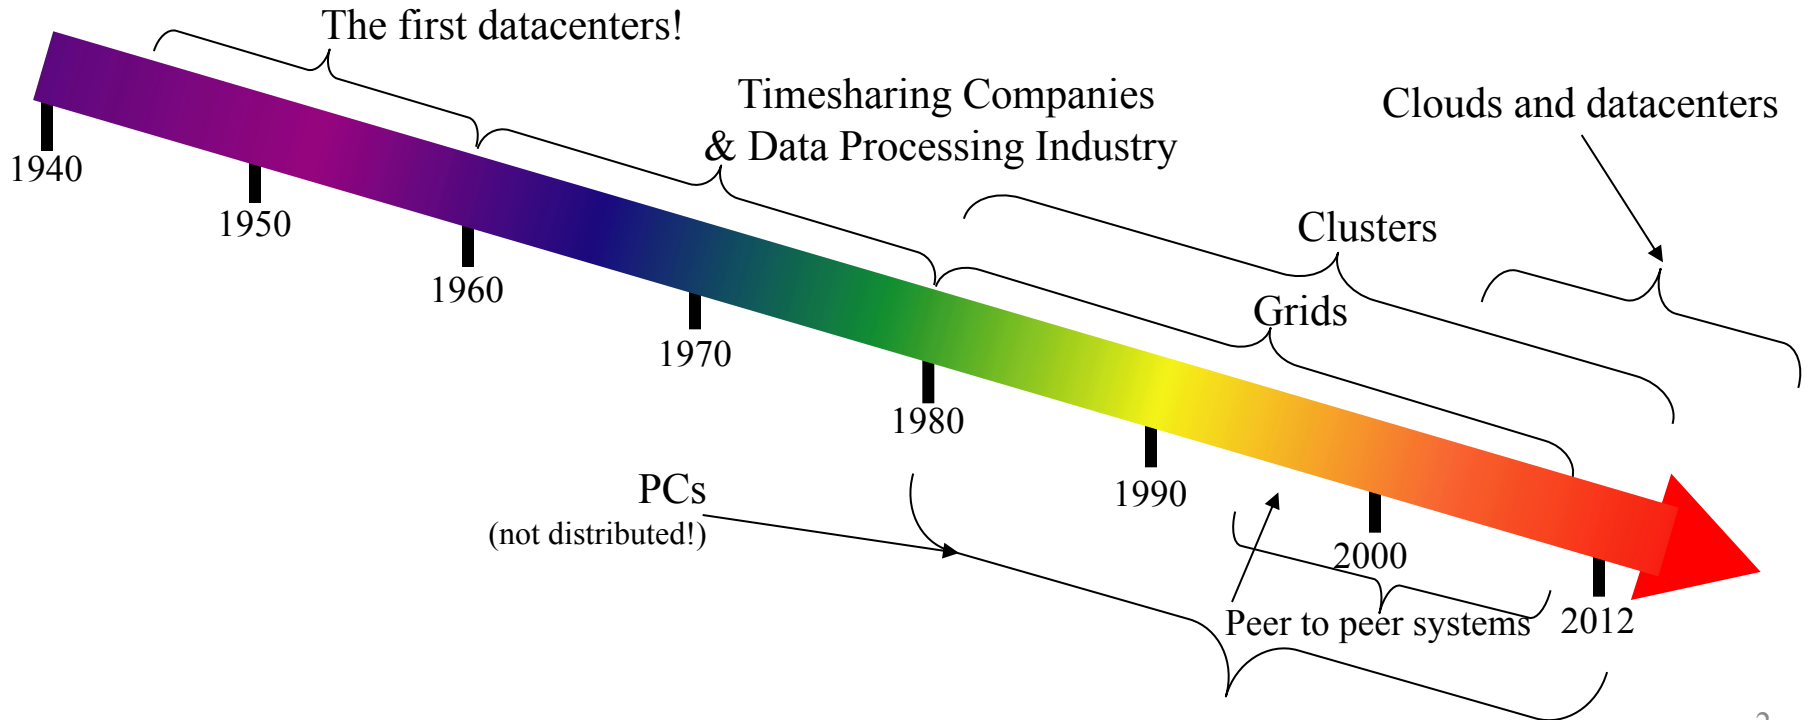 The first datacenters!
Timesharing Companies
& Data Processing Industry
Clouds and datacenters
Clusters
Grids
1940
1950
1960
1970
1980
1990
2000
2012
PCs
(not distributed!)
Peer to peer systems